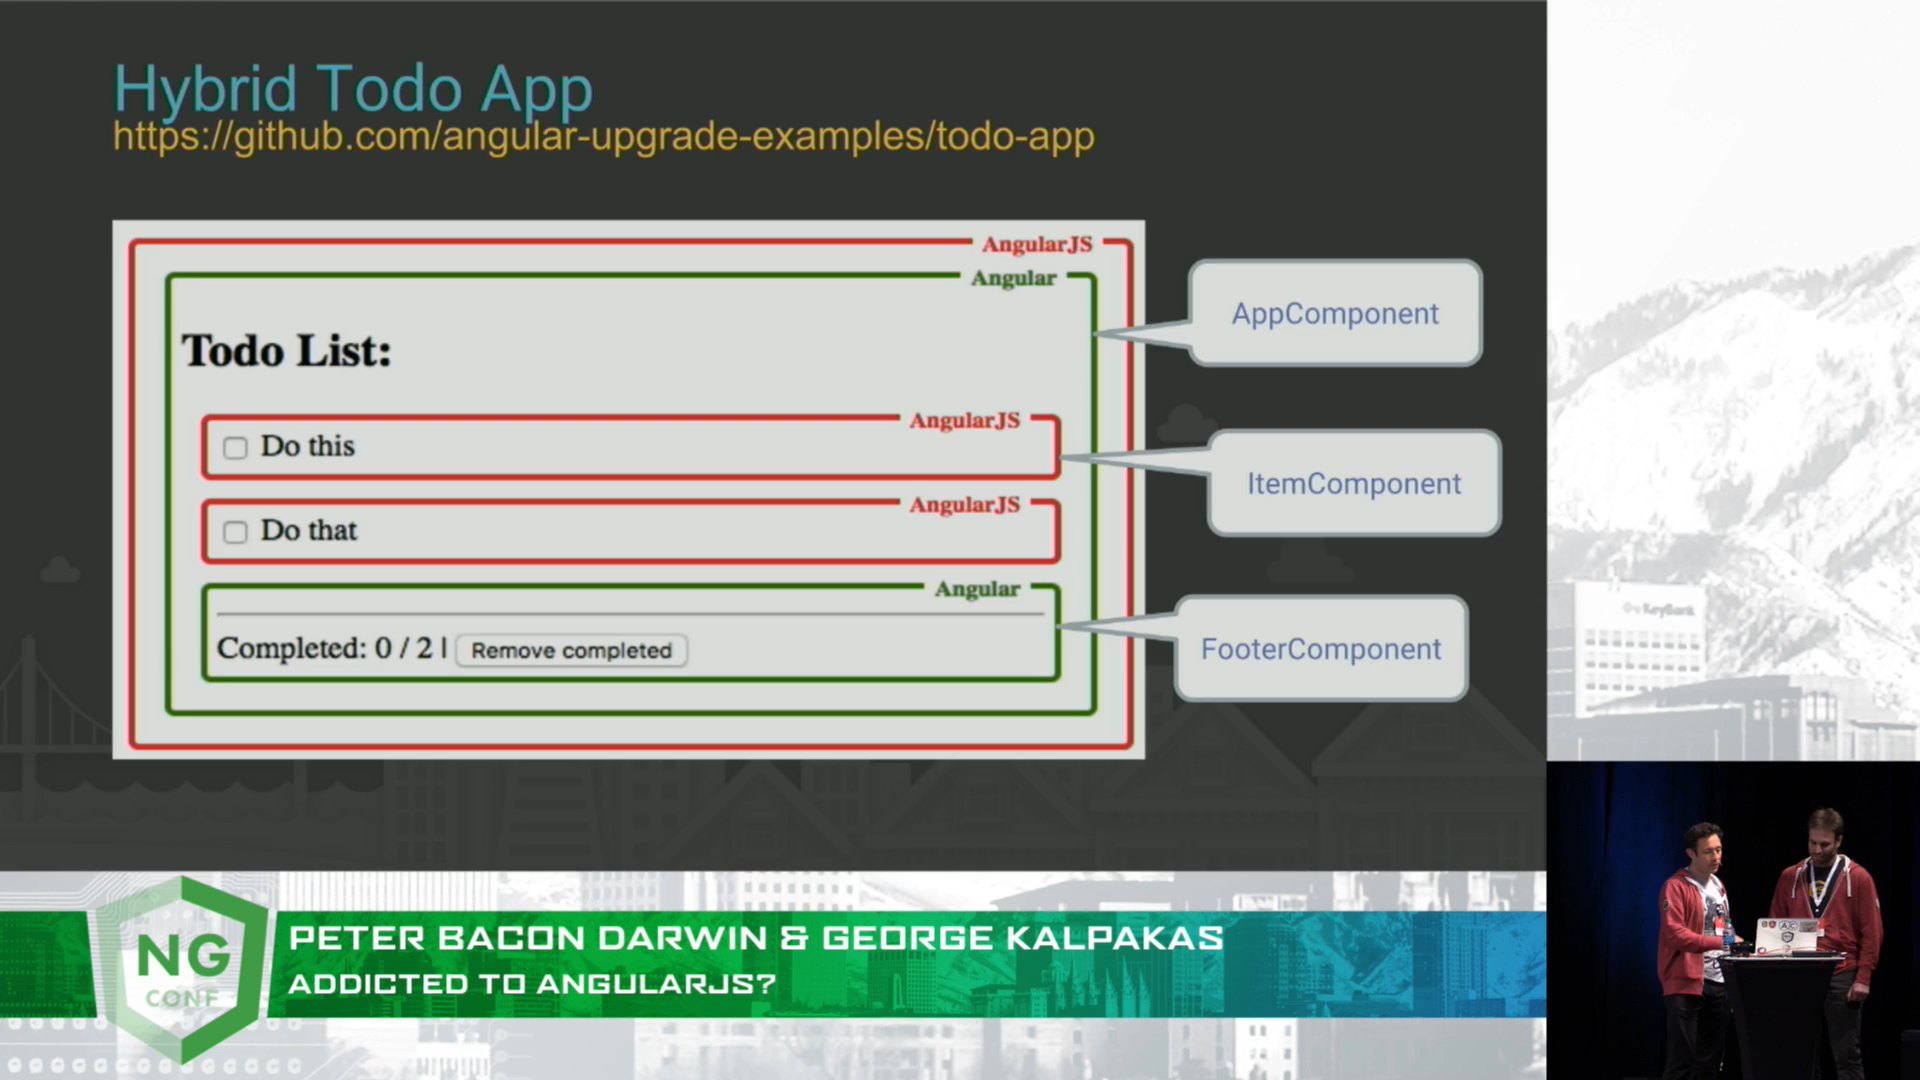 Hybrid Todo App
https://github.com/angular-upgrade-examples/todo-app
AngularJS
Angular
AppComponent
Todo List:
AngularJS
Do this
ItemComponent
AngularJS
Do that
Angular
Completed: 0 / 2 | Remove completed
FooterComponent
KeyBank
NG
CONF
PETER BACON DARWIN & GEORGE KALPAKAS
ADDICTED TO ANGULARJS?